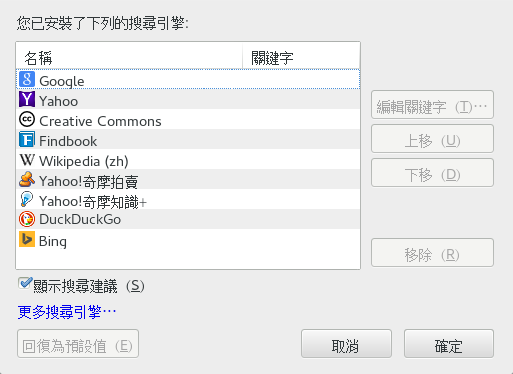 您已安裝了下列的搜尋引擎:
名稱 關鍵字
Google
Yahoo
Creative Commons
Findbook
Wikipedia (zh)
Yahoo!奇摩拍賣
Yahoo!奇摩知識+
DuckDuckGo
Bing
編輯關鍵字 (T)…
上移 (U)
下移 (D)
移除 (R)
顯示搜尋建議 (S)
更多搜尋引擎…
回復為預設值 (E)
取消
確定